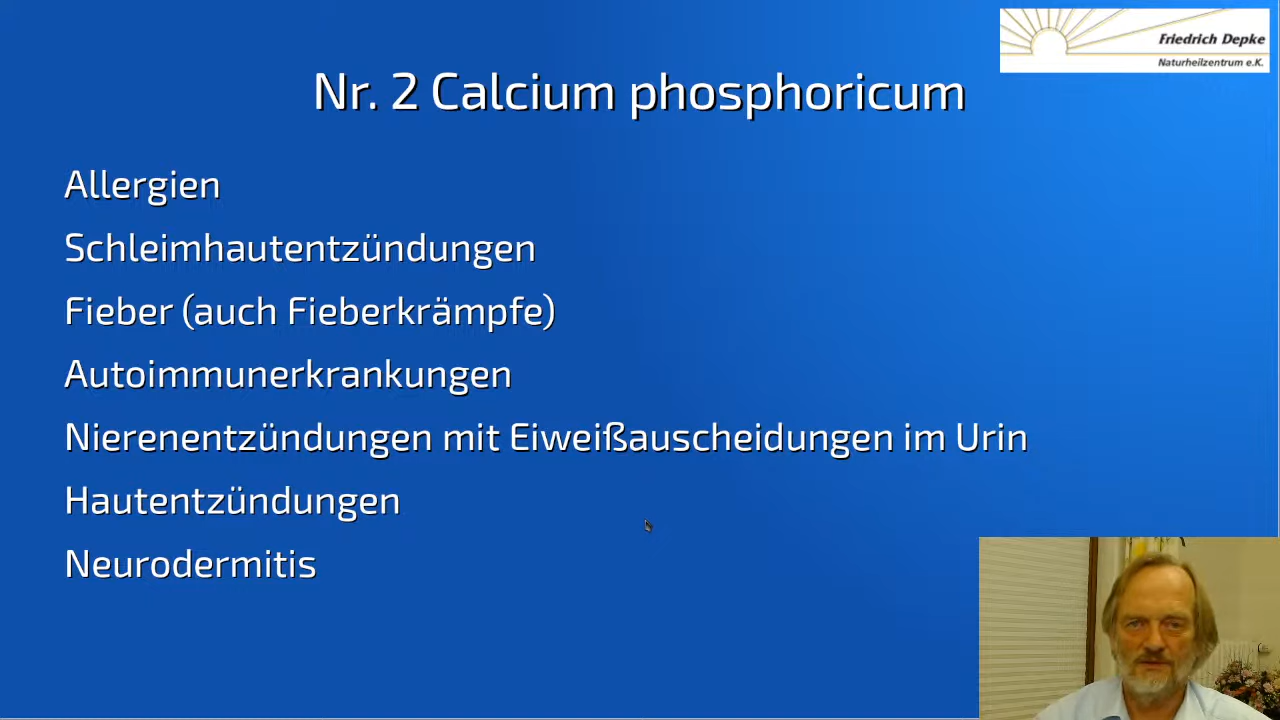 Friedrich Depke
Naturheilzentrum e.K.
Nr. 2 Calcium phosphoricum
Allergien
Schleimhautentzündungen
Fieber (auch Fieberkrämpfe)
Autoimmunerkrankungen
Nierenentzündungen mit Eiweißauscheidungen im Urin
Hautentzündungen
Neurodermitis